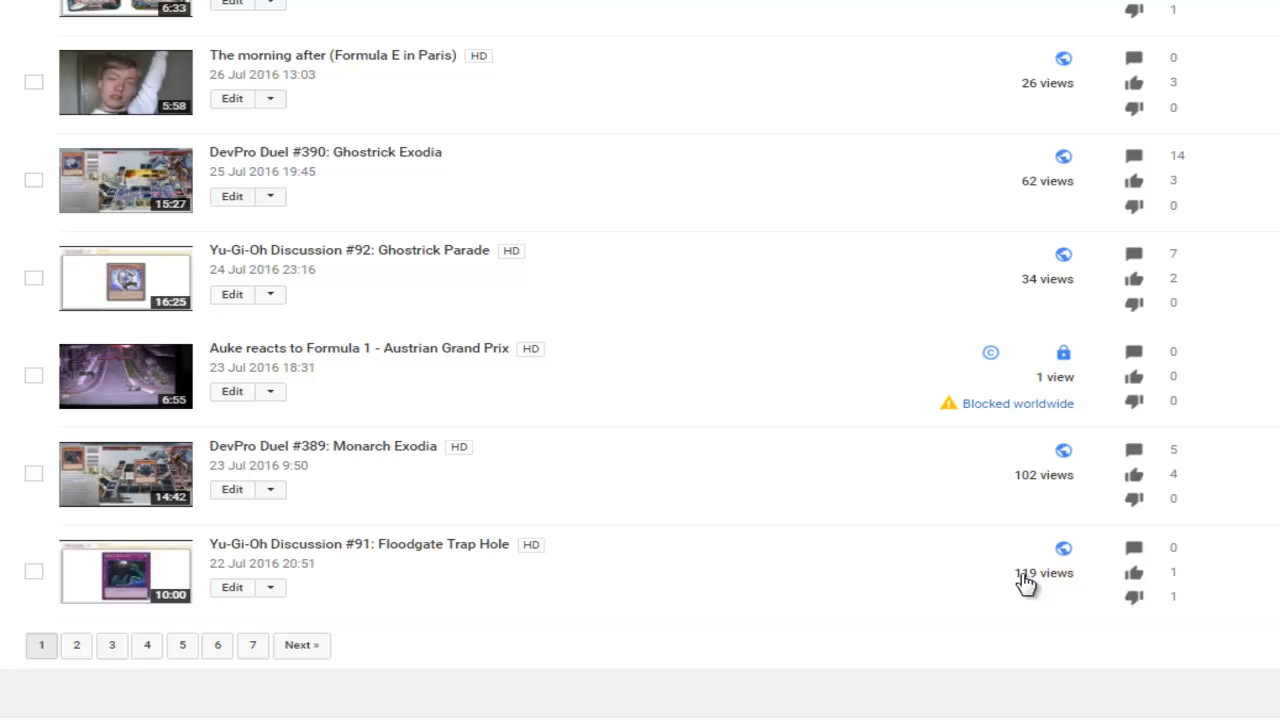 6:33
Edit
1
The morning after (Formula E in Paris) HD
26 Jul 2016 13:03
Edit
5:58
26 views
0
3
0
DevPro Duel #390: Ghostrick Exodia
25 Jul 2016 19:45
Edit
15:27
62 views
14
3
0
Yu-Gi-Oh Discussion #92: Ghostrick Parade HD
24 Jul 2016 23:16
Edit
16:25
34 views
7
2
0
Auke reacts to Formula 1 - Austrian Grand Prix HD
23 Jul 2016 18:31
Edit
6:55
©
1 view
Blocked worldwide
0
0
0
DevPro Duel #389: Monarch Exodia HD
23 Jul 2016 9:50
Edit
14:42
102 views
5
4
0
Yu-Gi-Oh Discussion #91: Floodgate Trap Hole HD
22 Jul 2016 20:51
Edit
10:00
119 views
0
1
1
1 2 3 4 5 6 7 Next »